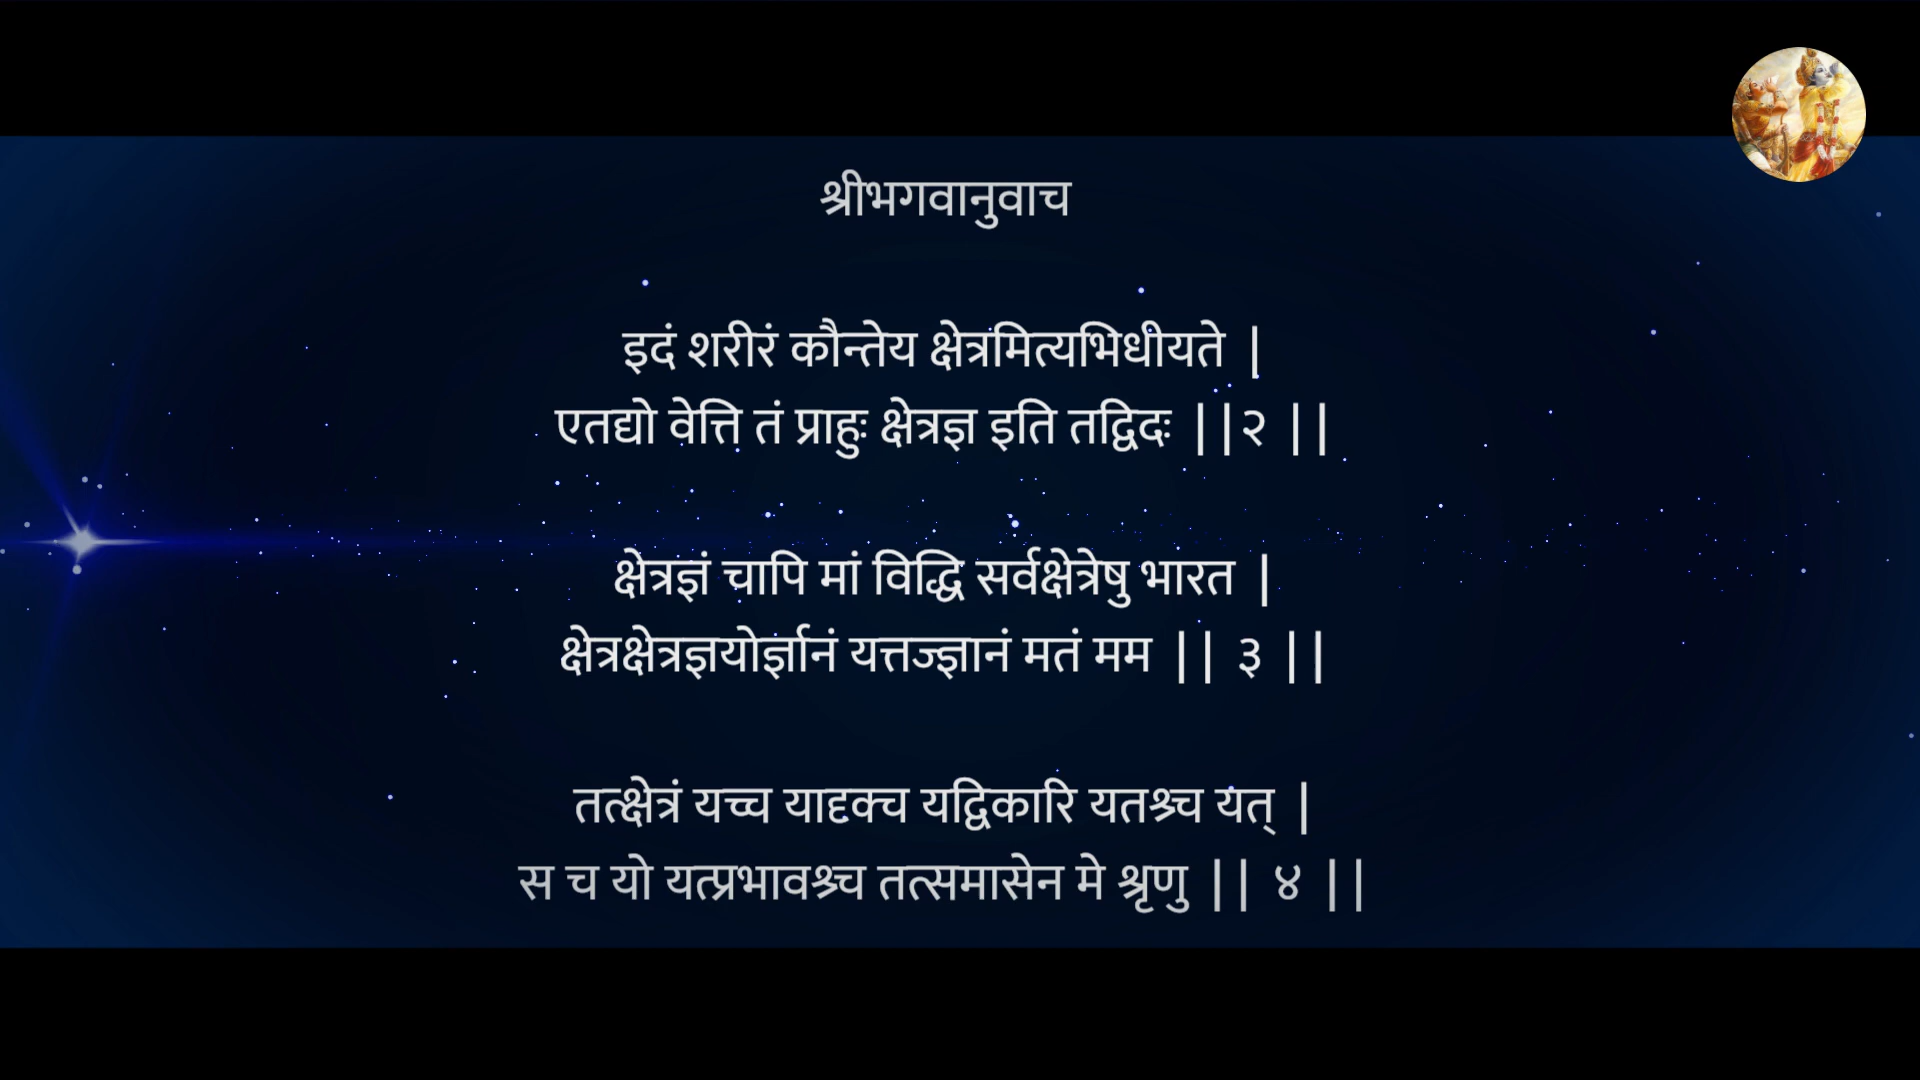 श्रीभगवानुवाच
इदं शरीरं कौन्तेय क्षेत्रमित्यभिधीयते |
एतद्यो वेत्ति तं प्राहुः क्षेत्रज्ञ इति तद्विदः ||२ ||
क्षेत्रज्ञं चापि मां विद्धि सर्वक्षेत्रेषु भारत |
क्षेत्रक्षेत्रज्ञयोर्ज्ञानं यत्तज्ज्ञानं मतं मम || ३ ||
तत्क्षेत्रं यच्च यादृक्च यद्विकारि यतश्च यत् |
स च यो यत्प्रभावश्च तत्समासेन मे श्रृणु || ४ ||